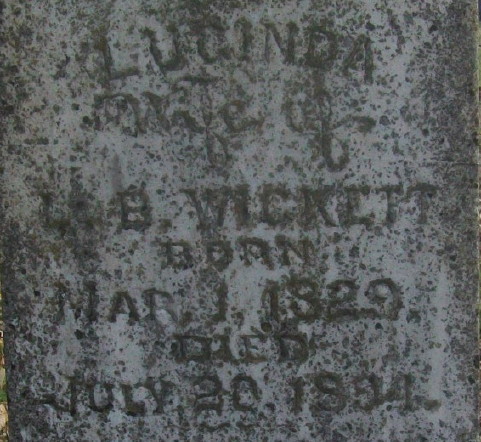 LUCINDA
Wife of
L. B. WICKETT
BORN
MAR. 1, 1829.
DIED
JULY 20, 1894.